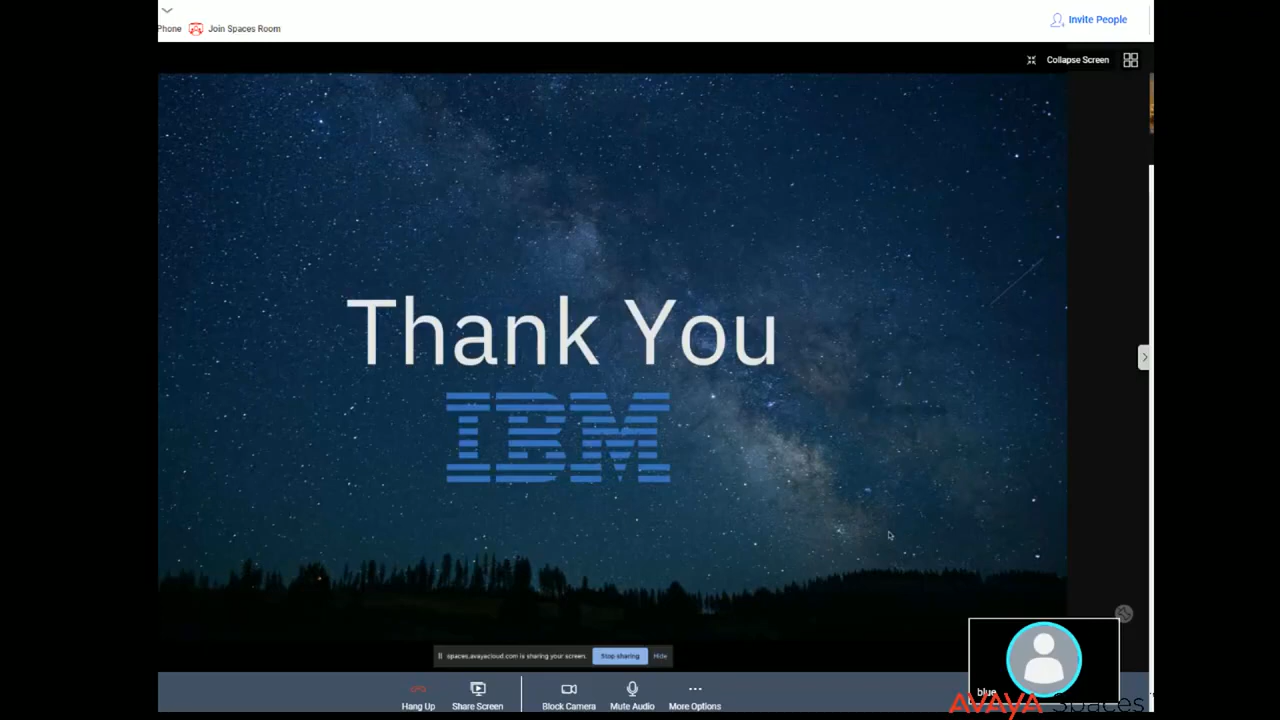 Phone Join Spaces Room
Invite People
Collapse Screen
Thank You
IBM
spaces.avayacloud.com is sharing your screen. Stop sharing Hide
blue
Hang Up Share Screen Block Camera Mute Audio More Options
AVAYA Spaces